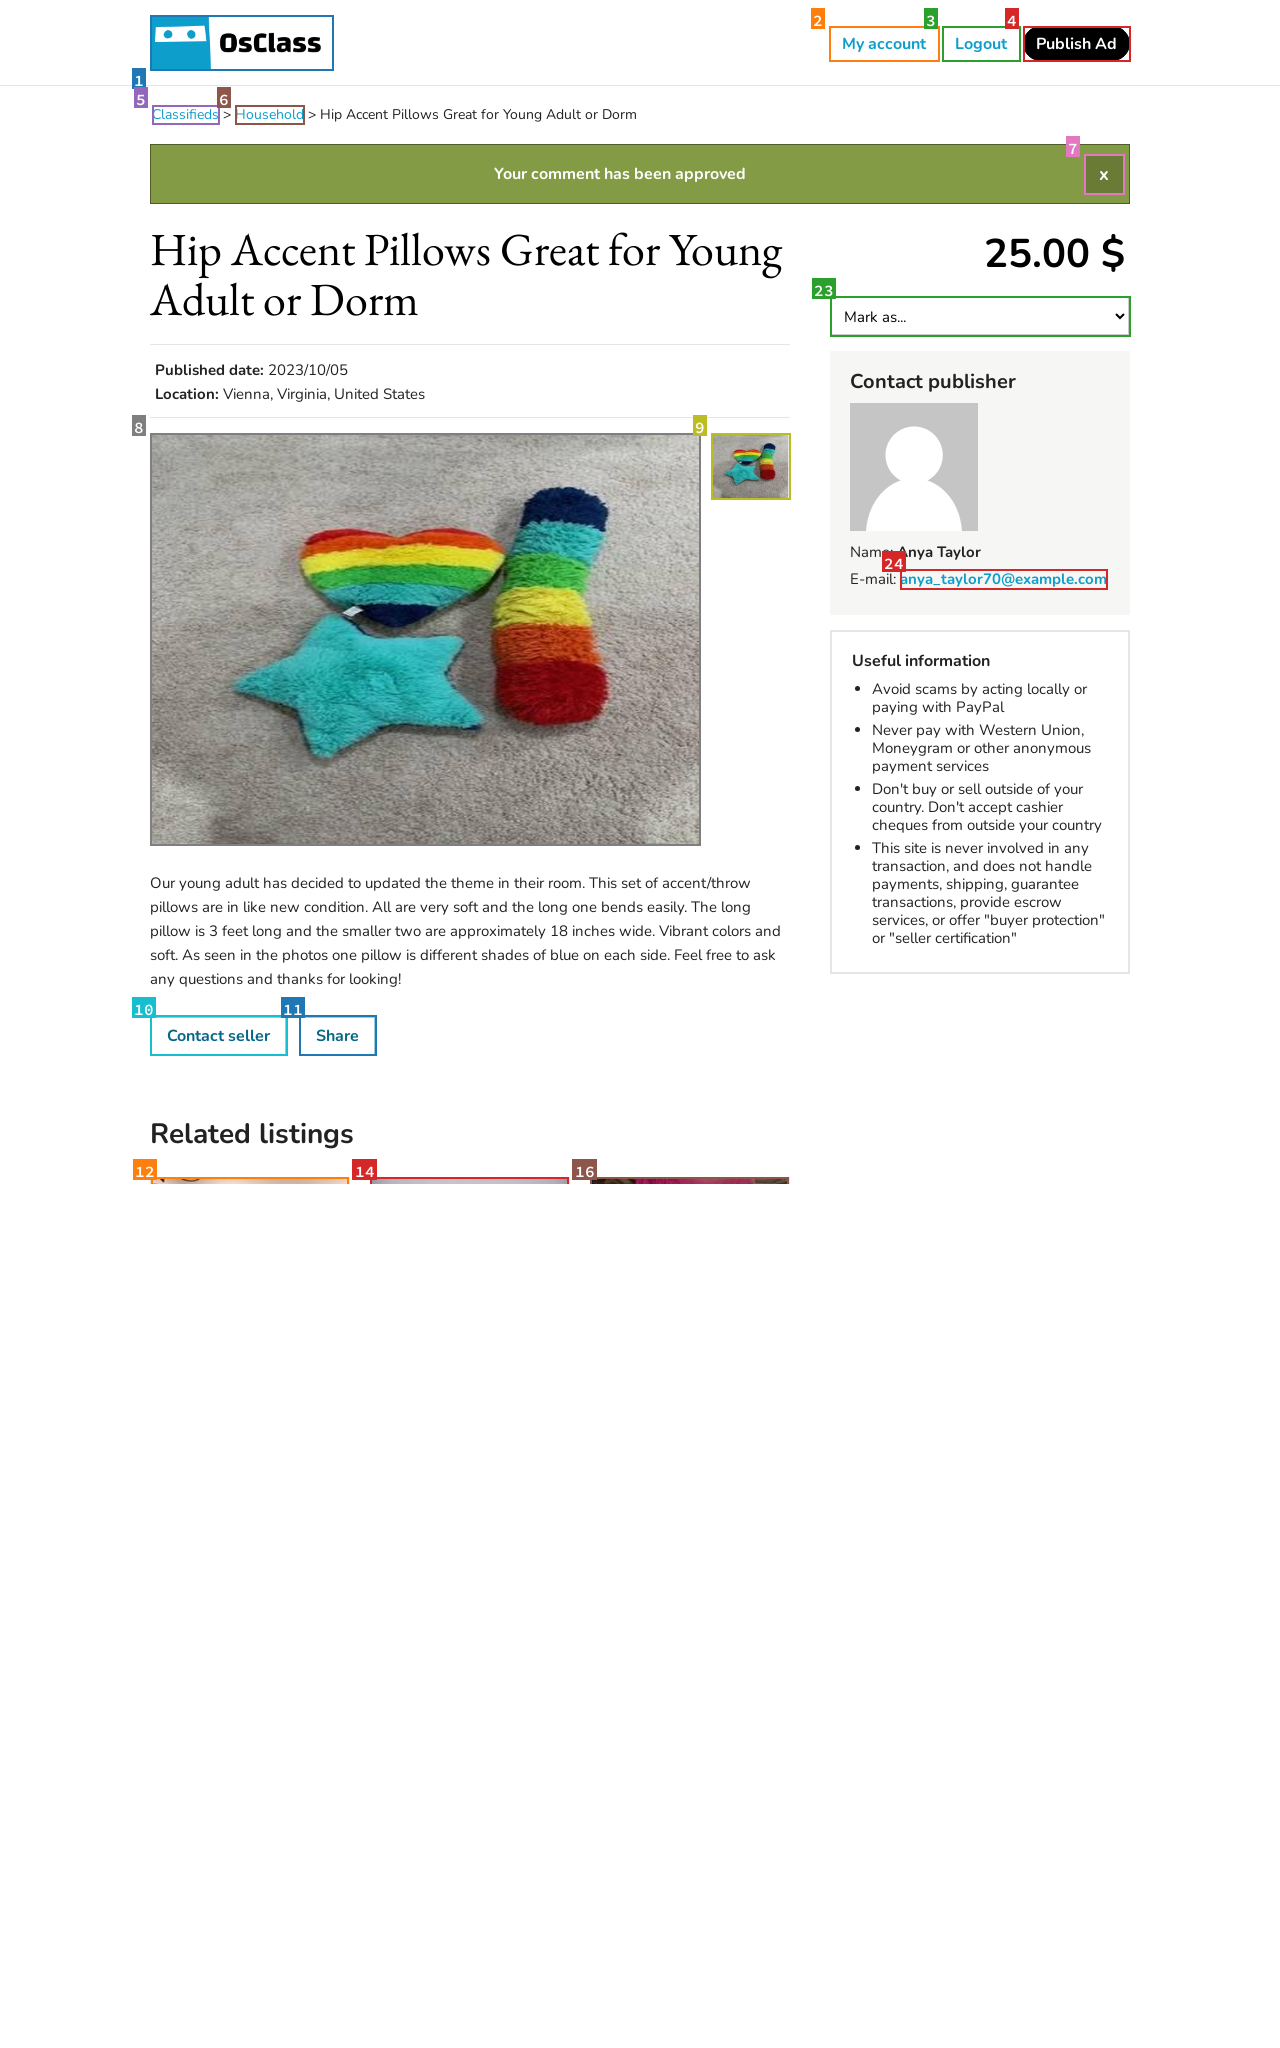 OsClass
2
My account
3
Logout
4
Publish Ad
1
5
Classifieds > 6 Household > Hip Accent Pillows Great for Young Adult or Dorm
Your comment has been approved
7
x
Hip Accent Pillows Great for Young
Adult or Dorm
25.00 $
23
Mark as...
Published date: 2023/10/05
Location: Vienna, Virginia, United States
8
9
Contact publisher
Name: Anya Taylor
24
E-mail: anya_taylor70@example.com
Useful information
Avoid scams by acting locally or
paying with PayPal
Never pay with Western Union,
Moneygram or other anonymous
payment services
Don't buy or sell outside of your
country. Don't accept cashier
cheques from outside your country
This site is never involved in any
transaction, and does not handle
payments, shipping, guarantee
transactions, provide escrow
services, or offer "buyer protection"
or "seller certification"
Our young adult has decided to updated the theme in their room. This set of accent/throw
pillows are in like new condition. All are very soft and the long one bends easily. The long
pillow is 3 feet long and the smaller two are approximately 18 inches wide. Vibrant colors and
soft. As seen in the photos one pillow is different shades of blue on each side. Feel free to ask
any questions and thanks for looking!
10
Contact seller
11
Share
Related listings
12
14
16